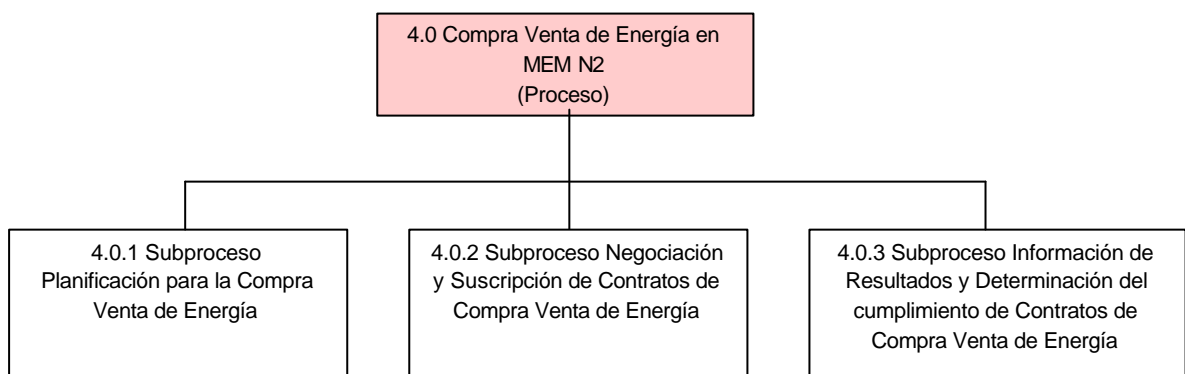 4.0 Compra Venta de Energía en
MEM N2
(Proceso)
4.0.1 Subproceso
Planificación para la Compra
Venta de Energía
4.0.2 Subproceso Negociación
y Suscripción de Contratos de
Compra Venta de Energía
4.0.3 Subproceso Información de
Resultados y Determinación del
cumplimiento de Contratos de
Compra Venta de Energía